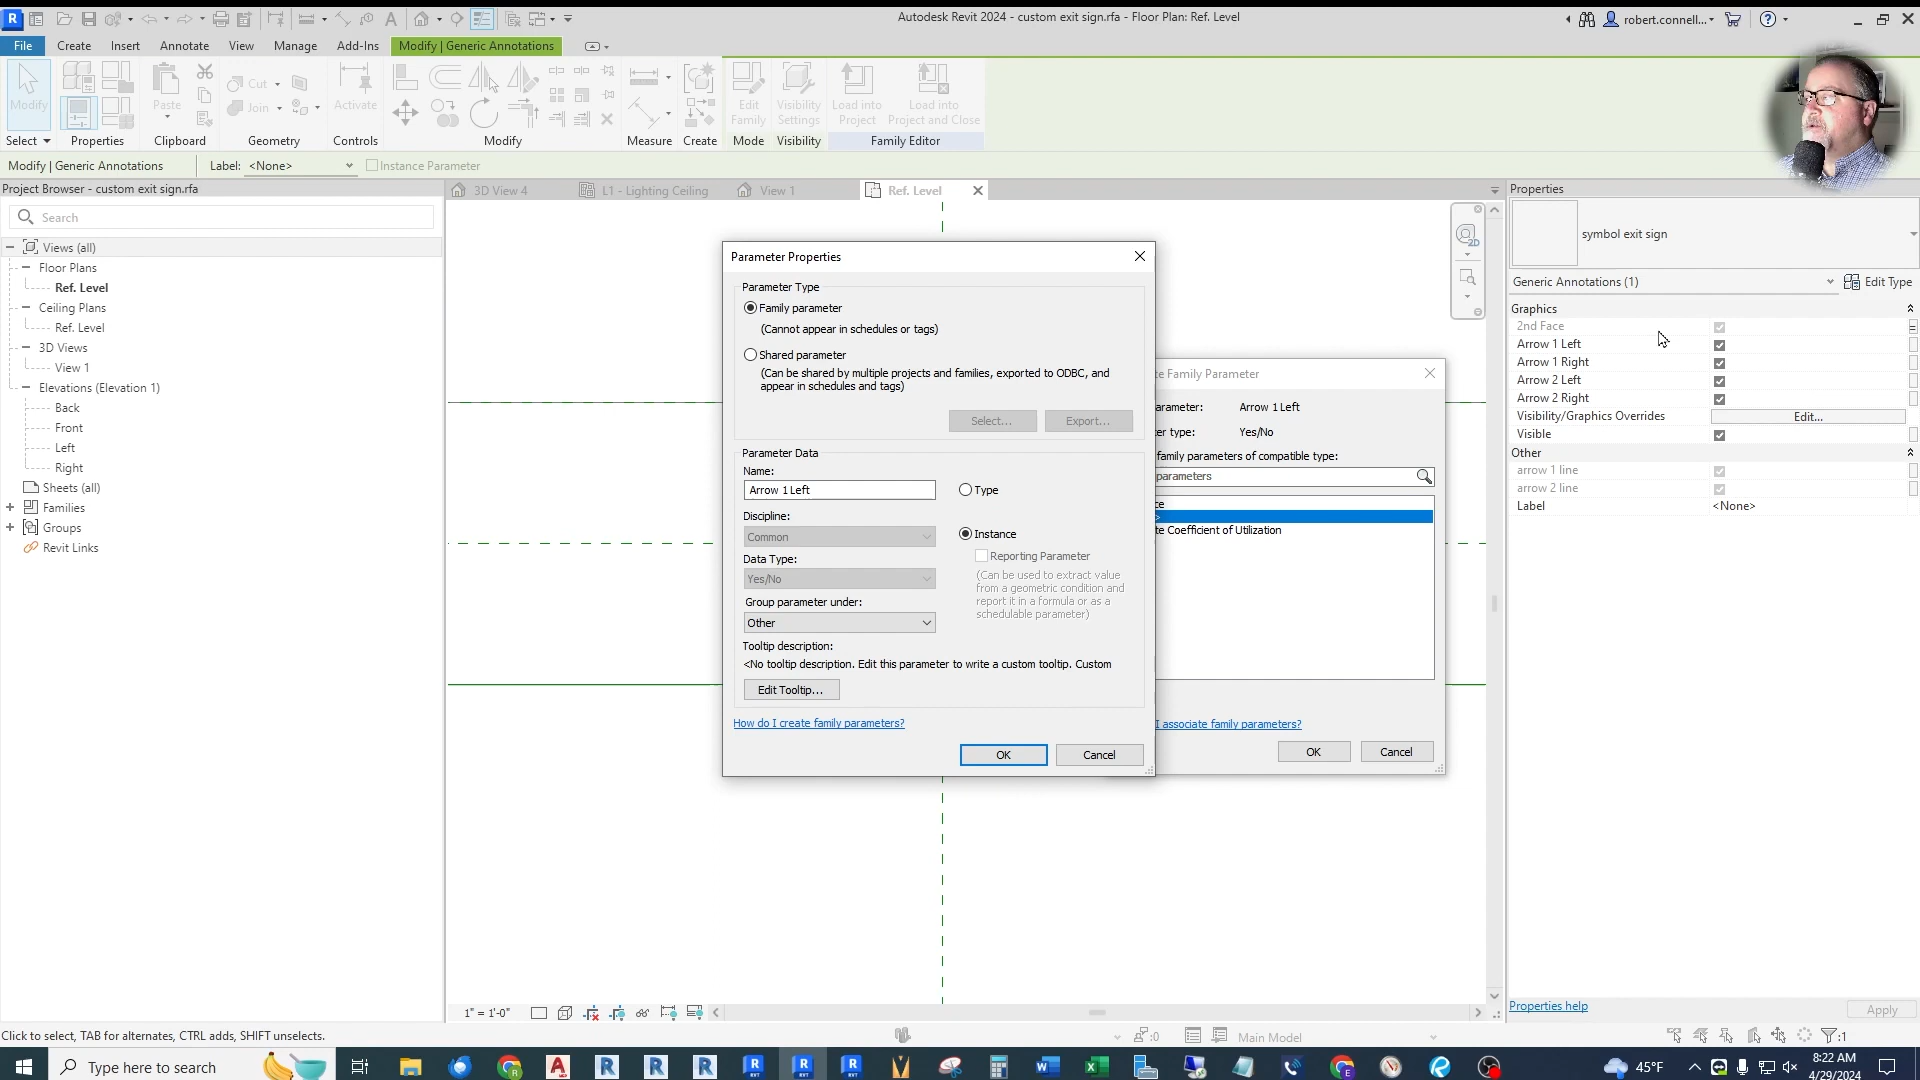 Autodesk Revit 2024 - custom exit sign.rfa - Floor Plan: Ref. Level
robert.connell...
File Create Insert Annotate View Manage Add-Ins Modify | Generic Annotations
Modify Paste Cut Join Activate Edit Family Visibility Settings Load into Project Load into Project and Close
Select Properties Clipboard Geometry Controls Modify Measure Create Mode Visibility Family Editor
Modify | Generic Annotations Label: <None> Instance Parameter
Project Browser - custom exit sign.rfa
Search
Views (all)
Floor Plans
Ref. Level
Ceiling Plans
Ref. Level
3D Views
View 1
Elevations (Elevation 1)
Back
Front
Left
Right
Sheets (all)
Families
Groups
Revit Links
3D View 4 L1 - Lighting Ceiling View 1 Ref. Level
2D
Parameter Properties
Parameter Type
Family parameter
(Cannot appear in schedules or tags)
Shared parameter
(Can be shared by multiple projects and families, exported to ODBC, and
appear in schedules and tags)
Select... Export...
Parameter Data
Name:
Arrow 1 Left
Type
Discipline:
Common
Instance
Data Type:
Reporting Parameter
Yes/No
(Can be used to extract value
from a geometric condition and
report it in a formula or as a
schedulable parameter)
Group parameter under:
Other
Tooltip description:
<No tooltip description. Edit this parameter to write a custom tooltip. Custom
Edit Tooltip...
How do I create family parameters?
OK Cancel
te Family Parameter
arameter: Arrow 1 Left
er type: Yes/No
family parameters of compatible type:
parameters
ce
te Coefficient of Utilization
I associate family parameters?
OK Cancel
Properties
symbol exit sign
Generic Annotations (1) Edit Type
Graphics
2nd Face
Arrow 1 Left
Arrow 1 Right
Arrow 2 Left
Arrow 2 Right
Visibility/Graphics Overrides Edit...
Visible
Other
arrow 1 line
arrow 2 line
Label <None>
Properties help Apply
1" = 1'-0"
Click to select, TAB for alternates, CTRL adds, SHIFT unselects.
:0 Main Model :1
Type here to search
45°F
8:22 AM
4/29/2024